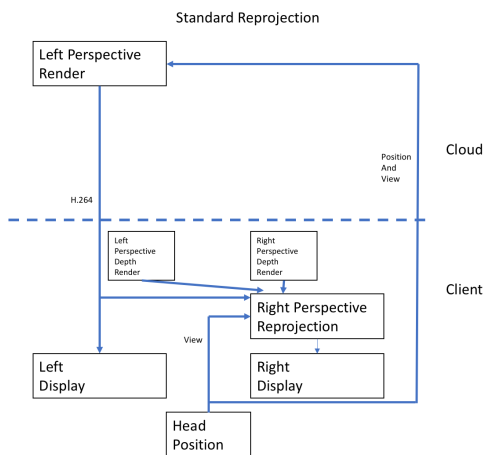 Standard Reprojection
Left Perspective
Render
Cloud
Position
And
View
H.264
Left
Perspective
Depth
Render
Right
Perspective
Depth
Render
Client
Right Perspective
Reprojection
View
Left
Display
Right
Display
Head
Position